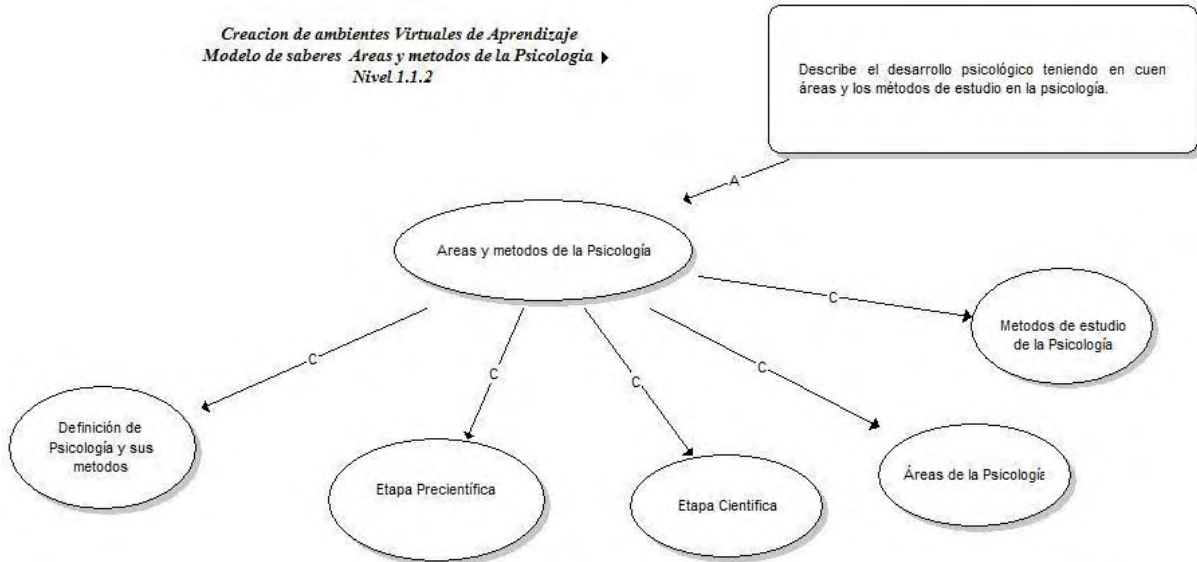 Creacion de ambientes Virtuales de Aprendizaje
Modelo de saberes Areas y metodos de la Psicologia
Nivel 1.1.2
Describe el desarrollo psicológico teniendo en cuen
áreas y los métodos de estudio en la psicología.
A
Areas y metodos de la Psicología
C
Metodos de estudio
de la Psicología
C
C
C
C
Definición de
Psicología y sus
metodos
Etapa Precientífica
Etapa Cientifica
Áreas de la Psicología